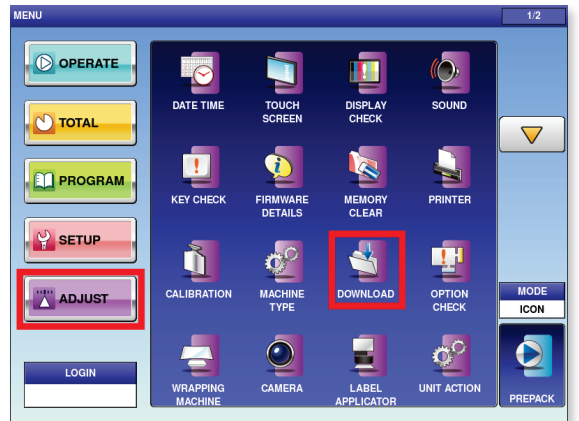 MENU
1/2
OPERATE
TOTAL
PROGRAM
SETUP
ADJUST
LOGIN
DATE TIME
TOUCH
SCREEN
DISPLAY
CHECK
SOUND
KEY CHECK
FIRMWARE
DETAILS
MEMORY
CLEAR
PRINTER
CALIBRATION
MACHINE
TYPE
DOWNLOAD
OPTION
CHECK
WRAPPING
MACHINE
CAMERA
LABEL
APPLICATOR
UNIT ACTION
MODE
ICON
PREPACK